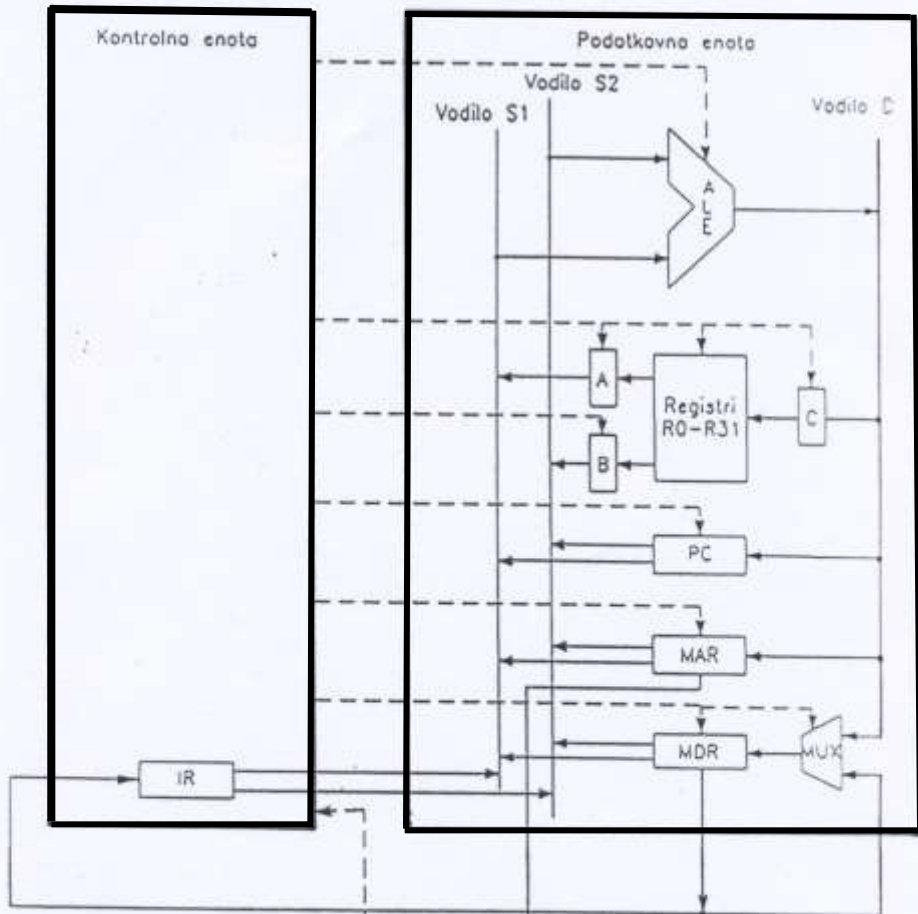 Kontrolna enota
Podatkovna enota
Vodilo S2
Vodilo S1
Vodilo D
ALE
A
Registri
R0-R31
C
B
PC
MAR
MDR
MUX
IR